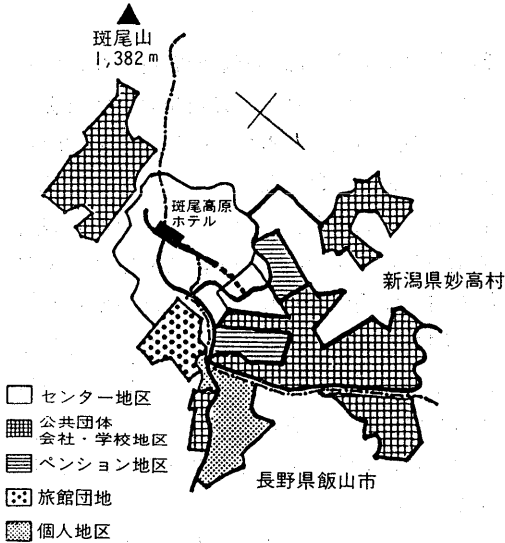 斑尾山
1,382m
斑尾高原
ホテル
新潟県妙高村
センター地区
公共団体
会社・学校地区
ペンション地区
旅館団地
個人地区
長野県飯山市